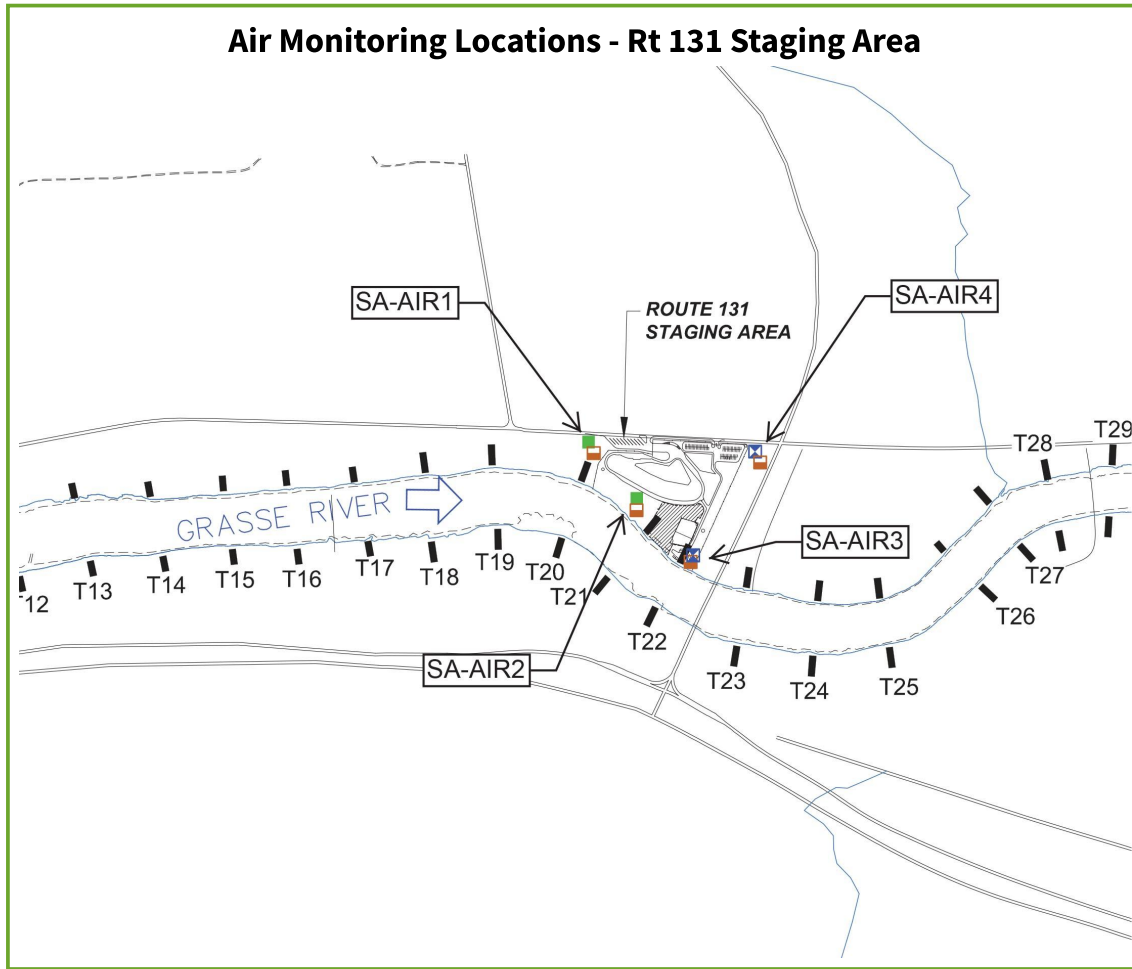 Air Monitoring Locations - Rt 131 Staging Area
SA-AIR1
ROUTE 131
STAGING AREA
SA-AIR4
T28
T29
GRASSE RIVER
SA-AIR3
T12
T13
T14
T15
T16
T17
T18
T19
T20
T21
T22
T27
T26
SA-AIR2
T23
T24
T25